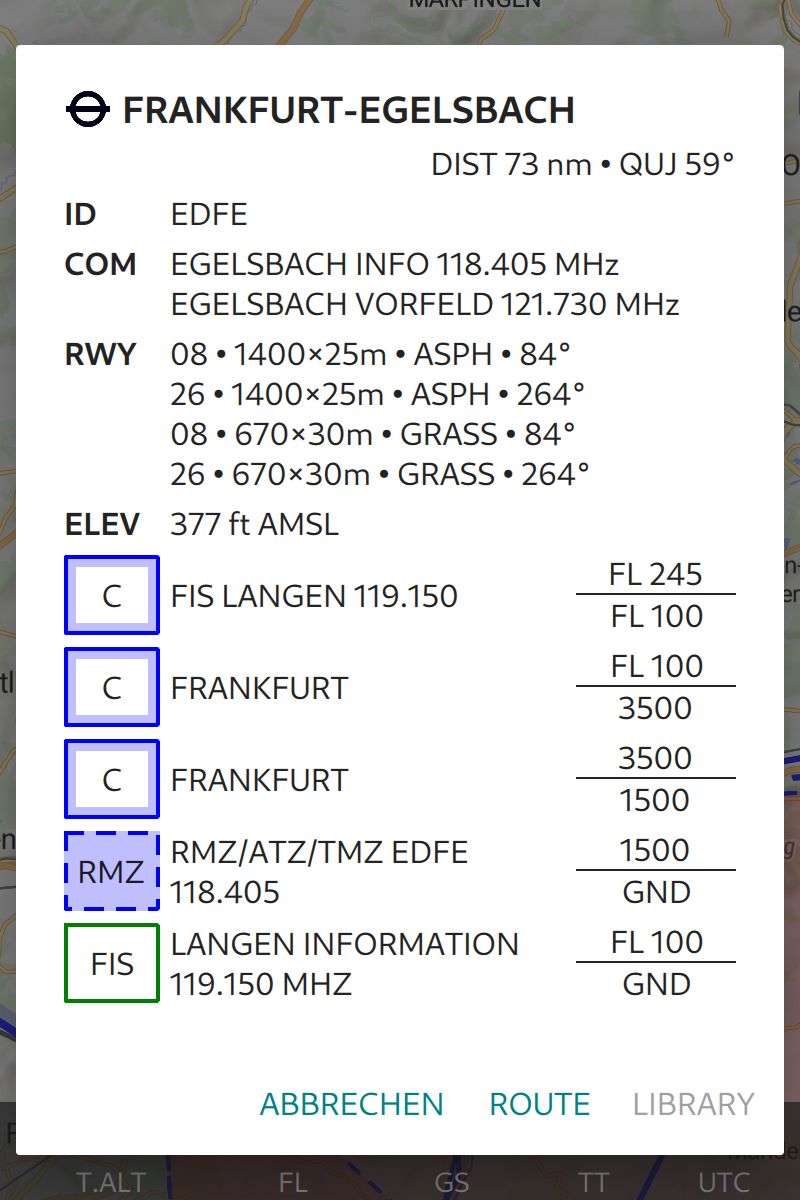 MARPINGEN
FRANKFURT-EGELSBACH
DIST 73 nm • QUJ 59°
ID EDFE
COM EGELSBACH INFO 118.405 MHz
EGELSBACH VORFELD 121.730 MHz
RWY 08 • 1400×25m • ASPH • 84°
26 • 1400×25m • ASPH • 264°
08 • 670×30m • GRASS • 84°
26 • 670×30m • GRASS • 264°
ELEV 377 ft AMSL
C FIS LANGEN 119.150 FL 245
FL 100
C FRANKFURT FL 100
3500
C FRANKFURT 3500
1500
RMZ RMZ/ATZ/TMZ EDFE 1500
118.405 GND
FIS LANGEN INFORMATION FL 100
119.150 MHZ GND
ABBRECHEN ROUTE LIBRARY
T.ALT FL GS TT UTC